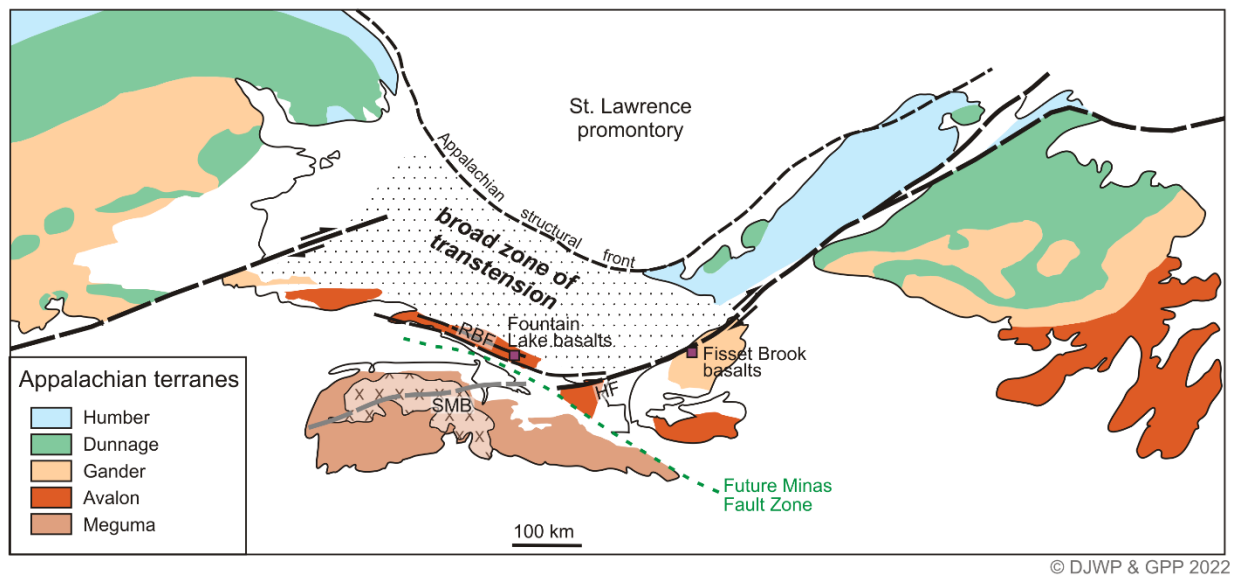 St. Lawrence
promontory
Appalachian structural front
broad zone of
transtension
RBF
Fountain
Lake basalts
Fisset Brook
basalts
HF
SMB
Appalachian terranes
Humber
Dunnage
Gander
Avalon
Meguma
Future Minas
Fault Zone
100 km
x x x x x x x x x x x x
© DJWP & GPP 2022